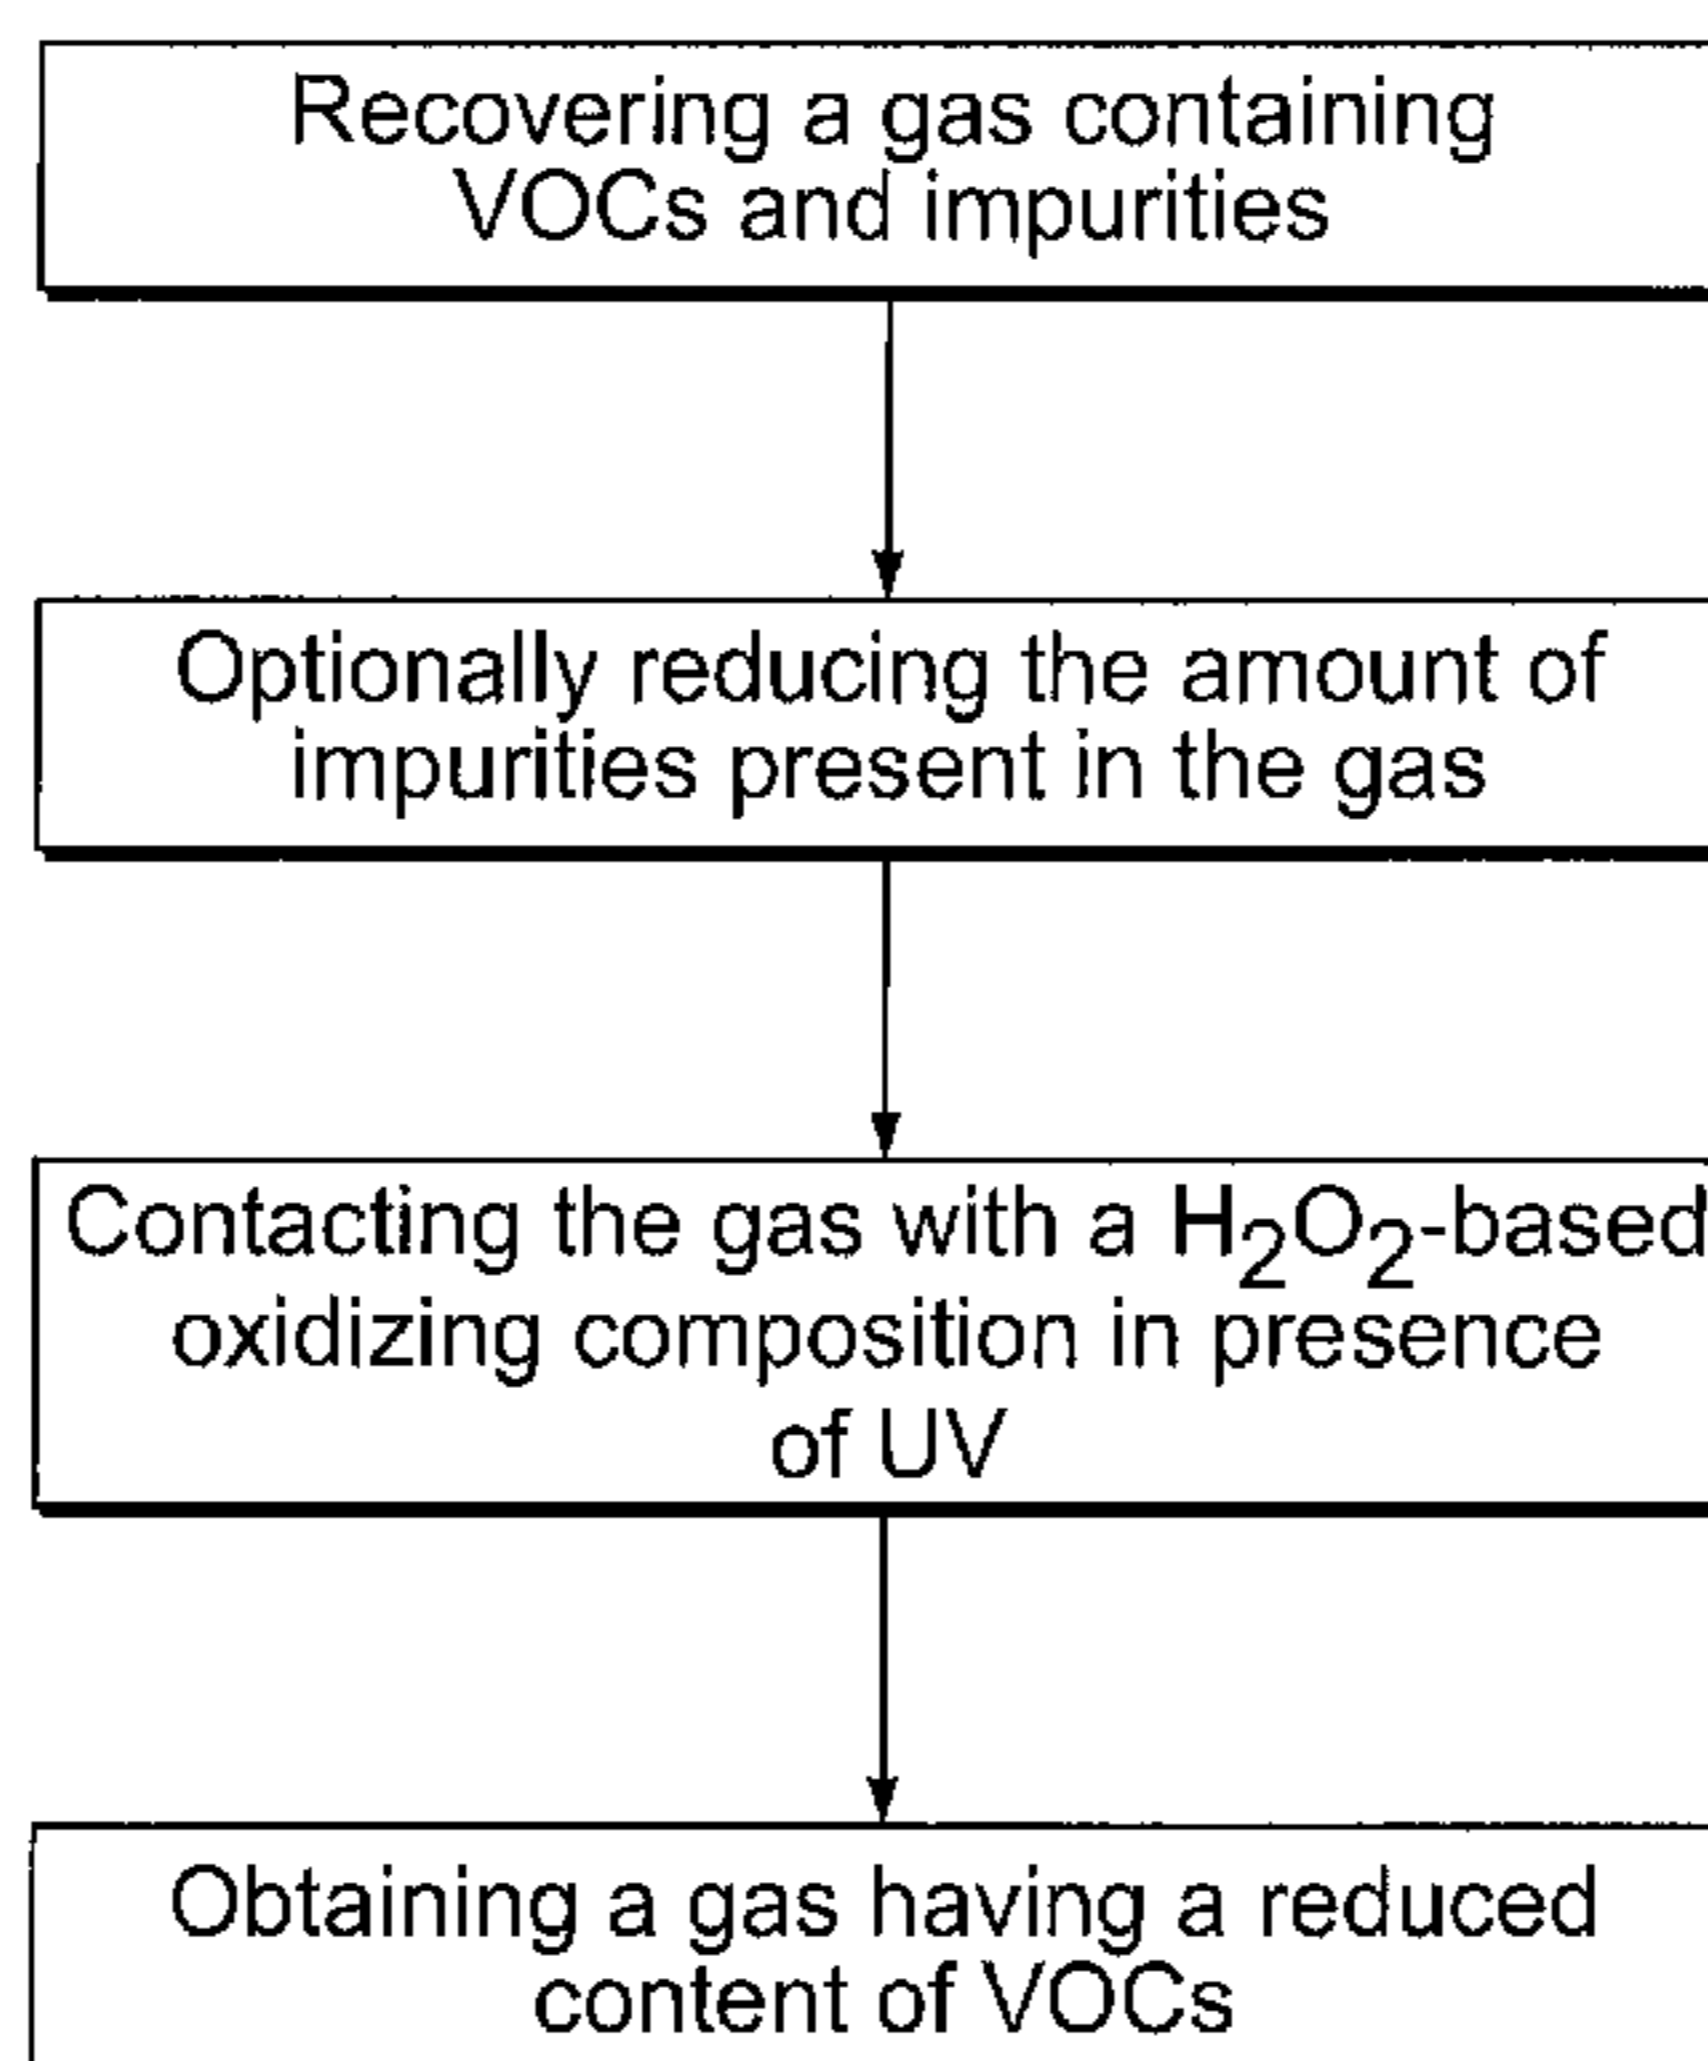 Recovering a gas containing
VOCs and impurities
Optionally reducing the amount of
impurities present in the gas
Contacting the gas with a H₂O₂-based
oxidizing composition in presence
of UV
Obtaining a gas having a reduced
content of VOCs